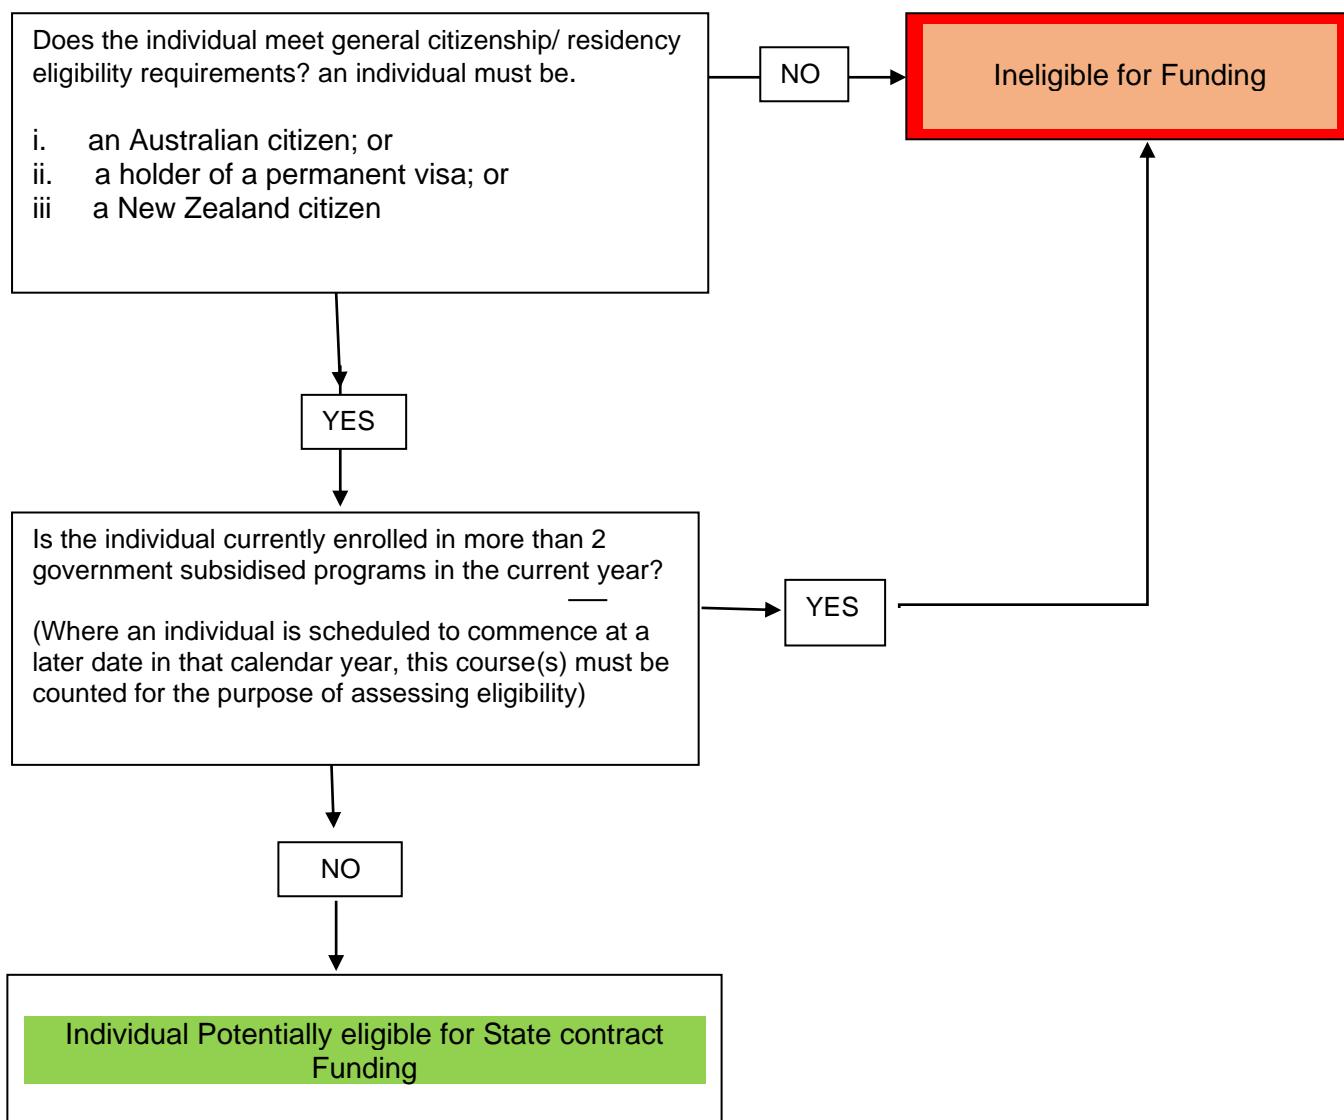 Does the individual meet general citizenship/ residency
eligibility requirements? an individual must be.
i. an Australian citizen; or
ii. a holder of a permanent visa; or
iii a New Zealand citizen
NO
Ineligible for Funding
YES
Is the individual currently enrolled in more than 2
government subsidised programs in the current year?
(Where an individual is scheduled to commence at a
later date in that calendar year, this course(s) must be
counted for the purpose of assessing eligibility)
YES
NO
Individual Potentially eligible for State contract
Funding